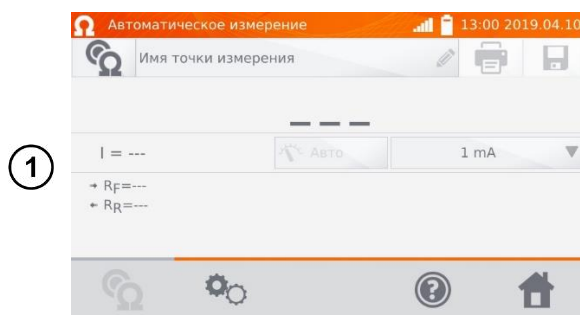 Автоматическое измерение 13:00 2019.04.10
Имя точки измерения
---
I = --- Авто 1 mA
→ RF=---
← RR=---
1